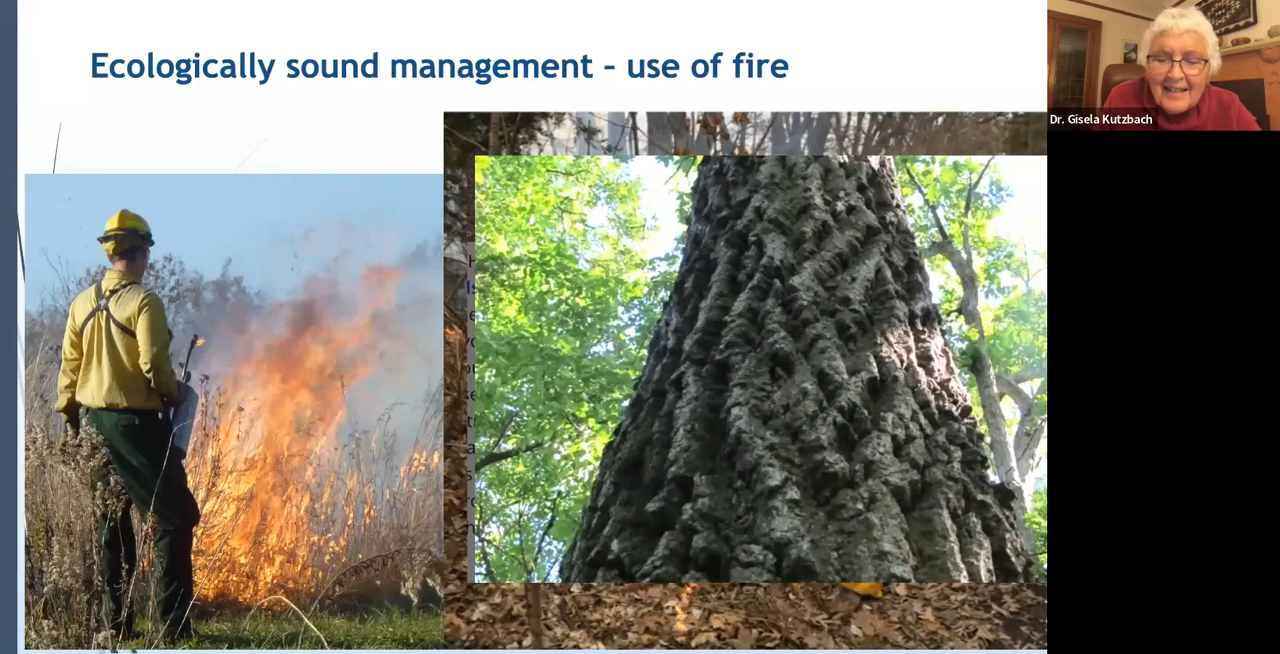 Ecologically sound management – use of fire
Dr. Gisela Kutzbach